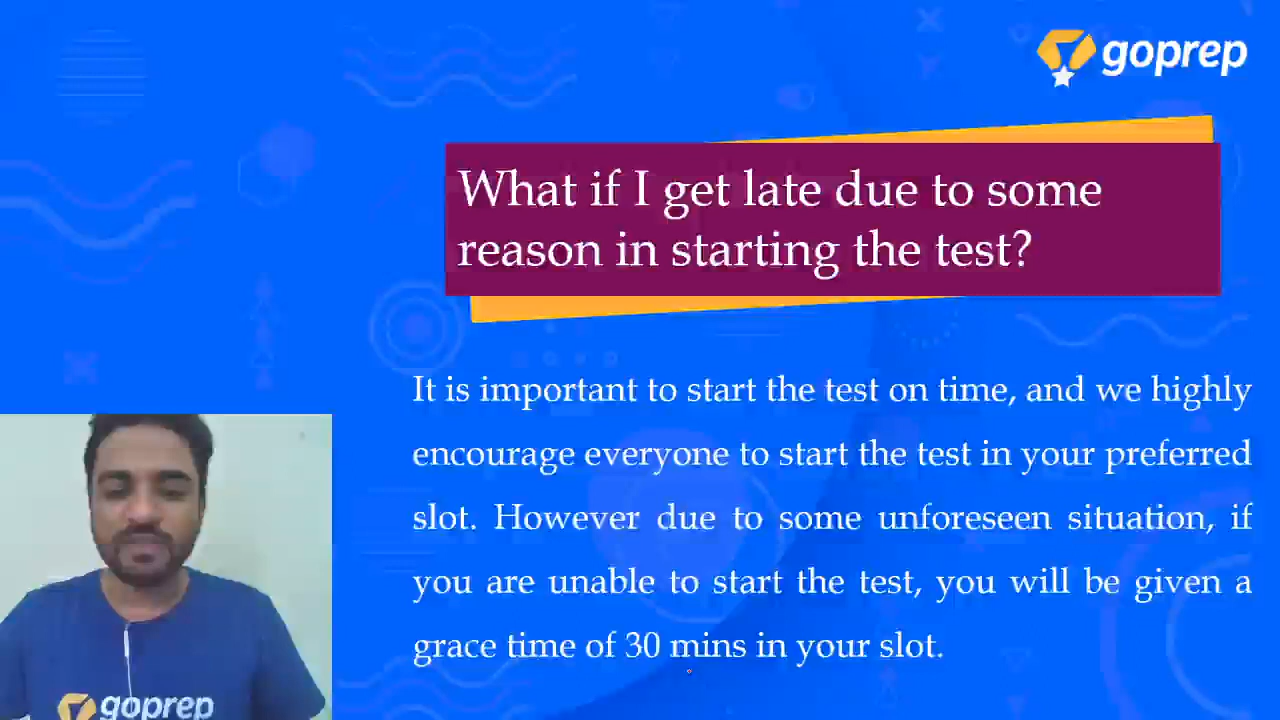 goprep
What if I get late due to some
reason in starting the test?
It is important to start the test on time, and we highly
encourage everyone to start the test in your preferred
slot. However due to some unforeseen situation, if
you are unable to start the test, you will be given a
grace time of 30 mins in your slot.
goprep